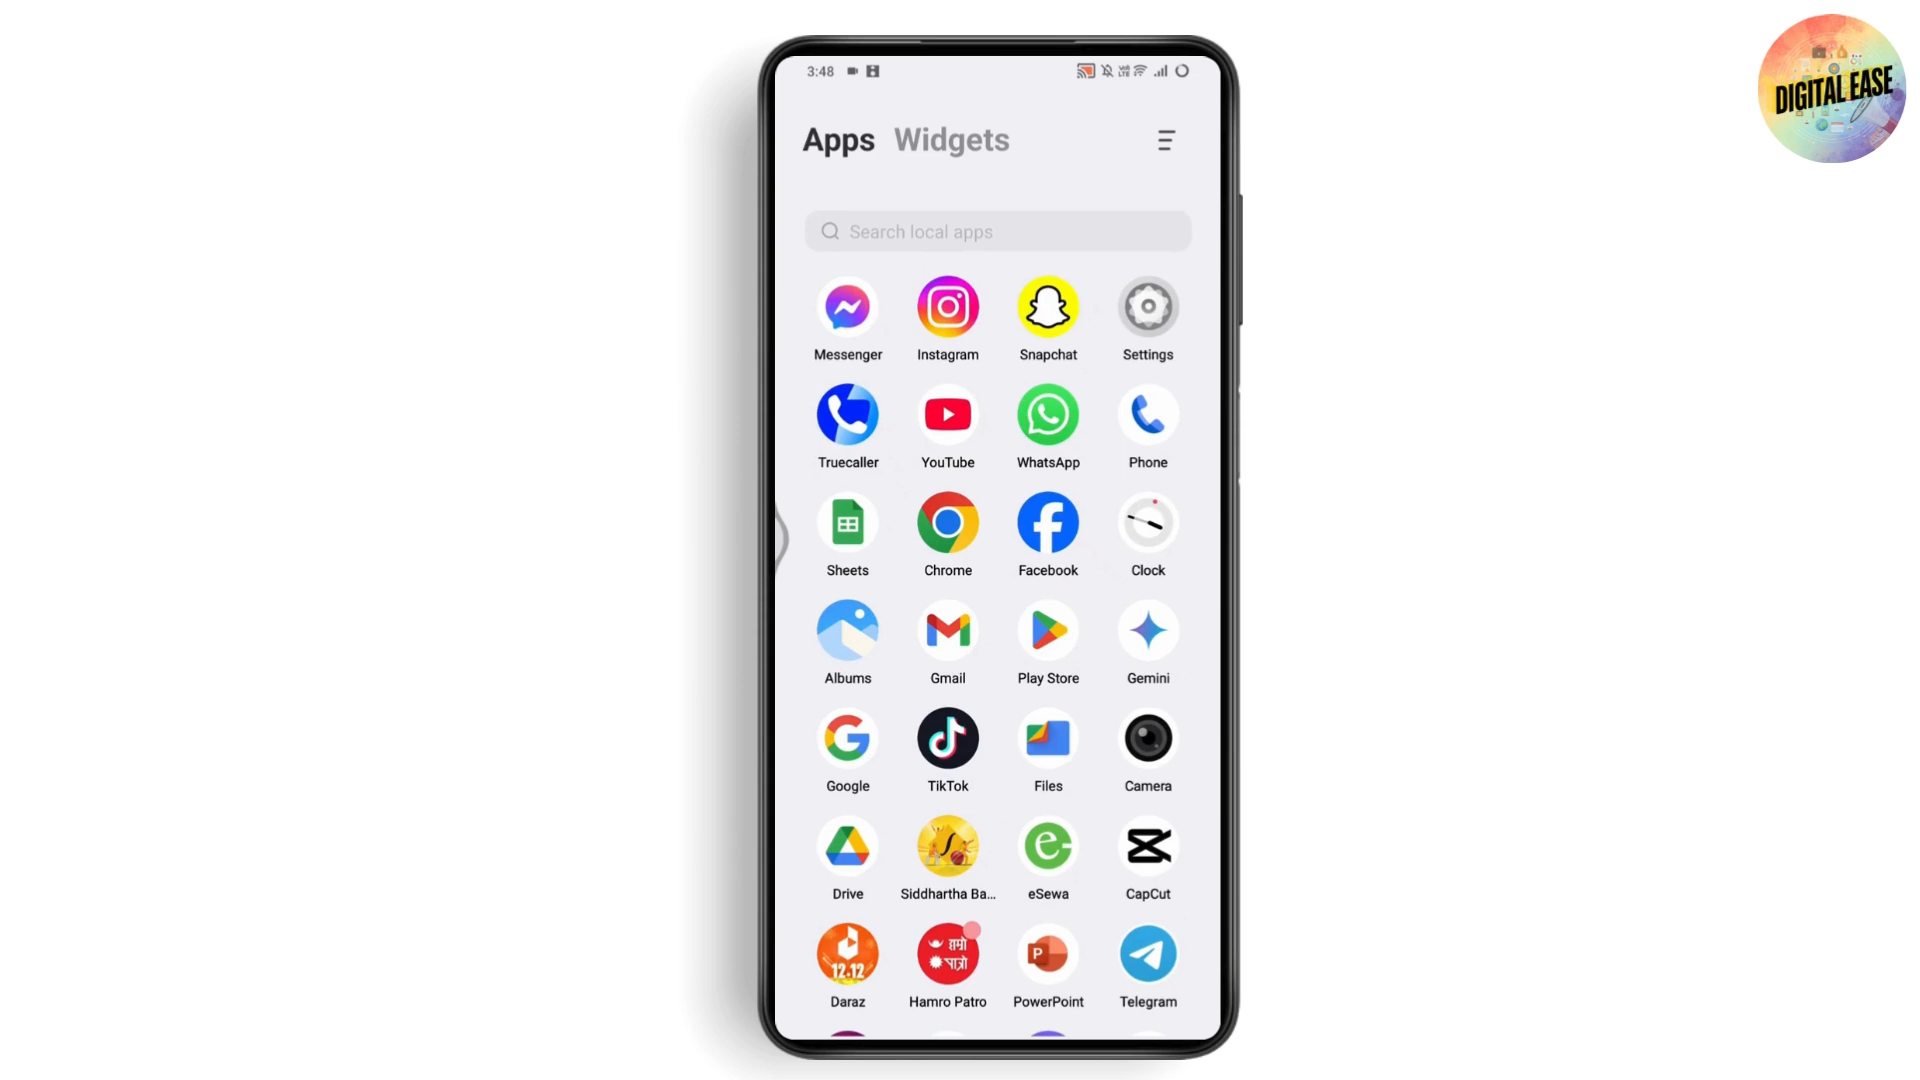 DIGITAL EASE
3:48
Apps Widgets
Search local apps
Messenger Instagram Snapchat Settings
Truecaller YouTube WhatsApp Phone
Sheets Chrome Facebook Clock
Albums Gmail Play Store Gemini
Google TikTok Files Camera
Drive Siddhartha Ba... eSewa CapCut
12.12
हाम्रो
पात्रो
P
Daraz Hamro Patro PowerPoint Telegram